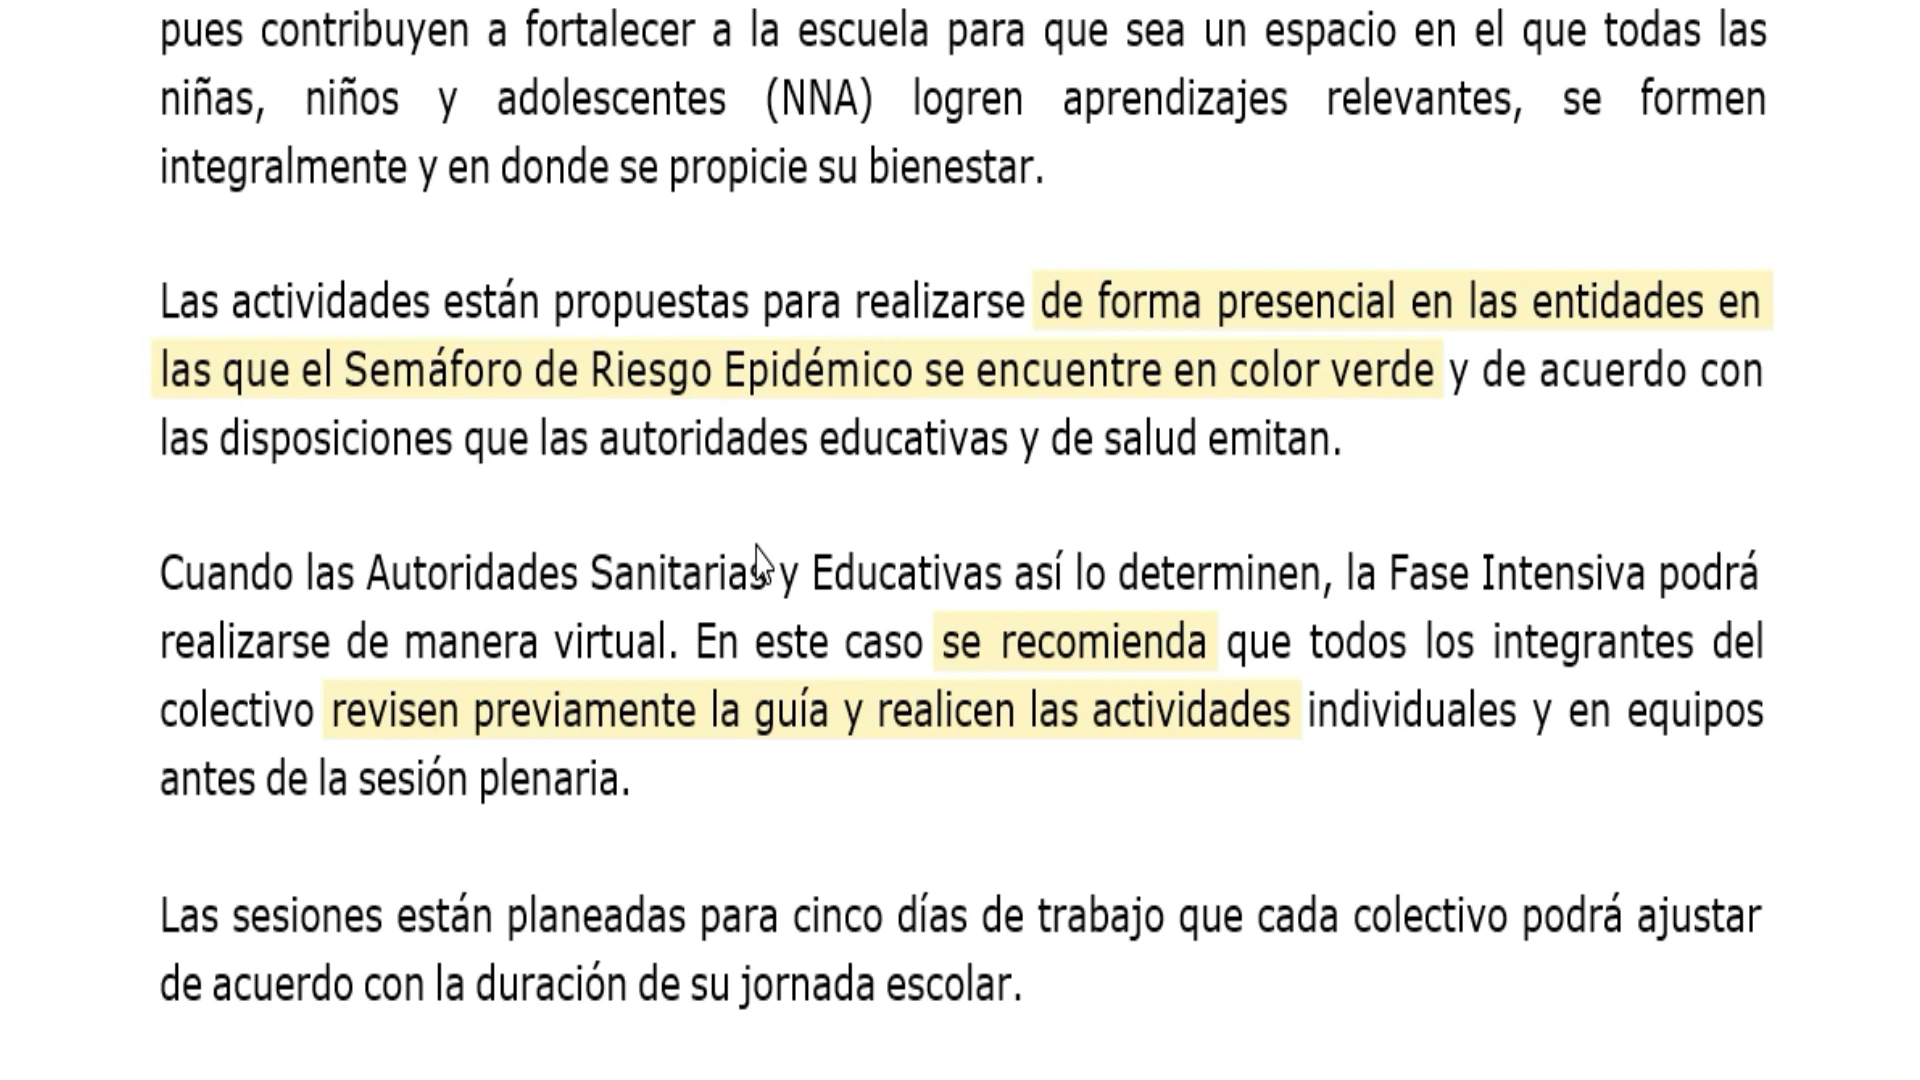 pues contribuyen a fortalecer a la escuela para que sea un espacio en el que todas las
niñas, niños y adolescentes (NNA) logren aprendizajes relevantes, se formen
integralmente y en donde se propicie su bienestar.
Las actividades están propuestas para realizarse de forma presencial en las entidades en
las que el Semáforo de Riesgo Epidémico se encuentre en color verde y de acuerdo con
las disposiciones que las autoridades educativas y de salud emitan.
Cuando las Autoridades Sanitarias y Educativas así lo determinen, la Fase Intensiva podrá
realizarse de manera virtual. En este caso se recomienda que todos los integrantes del
colectivo revisen previamente la guía y realicen las actividades individuales y en equipos
antes de la sesión plenaria.
Las sesiones están planeadas para cinco días de trabajo que cada colectivo podrá ajustar
de acuerdo con la duración de su jornada escolar.